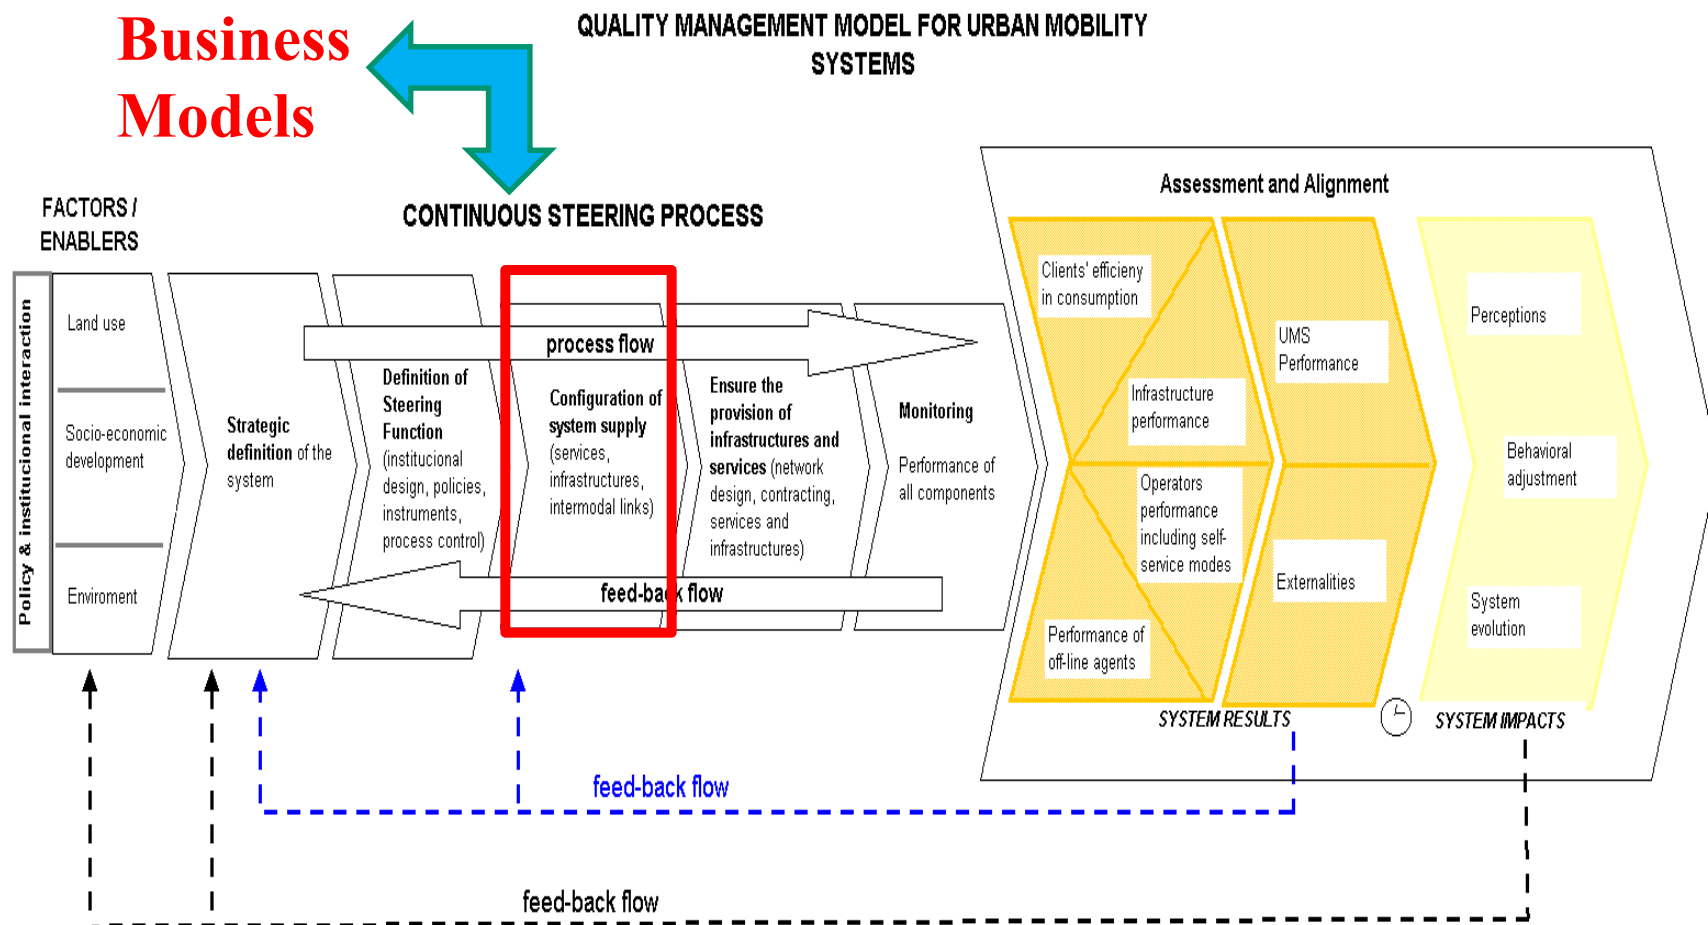 Business
Models
QUALITY MANAGEMENT MODEL FOR URBAN MOBILITY
SYSTEMS
FACTORS /
ENABLERS
CONTINUOUS STEERING PROCESS
Assessment and Alignment
Policy & institucional interaction
Land use
Socio-economic
development
Enviroment
process flow
Strategic
definition of the
system
Definition of
Steering
Function
(institucional
design, policies,
instruments,
process control)
Configuration of
system supply
(services,
infrastructures,
intermodal links)
Ensure the
provision of
infrastructures and
services (network
design, contracting,
services and
infrastructures)
Monitoring
Performance of
all components
feed-back flow
Clients' efficieny
in consumption
Infrastructure
performance
Operators
performance
including self-
service modes
Performance of
off-line agents
UMS
Performance
Externalities
Perceptions
Behavioral
adjustment
System
evolution
SYSTEM RESULTS
SYSTEM IMPACTS
feed-back flow
feed-back flow